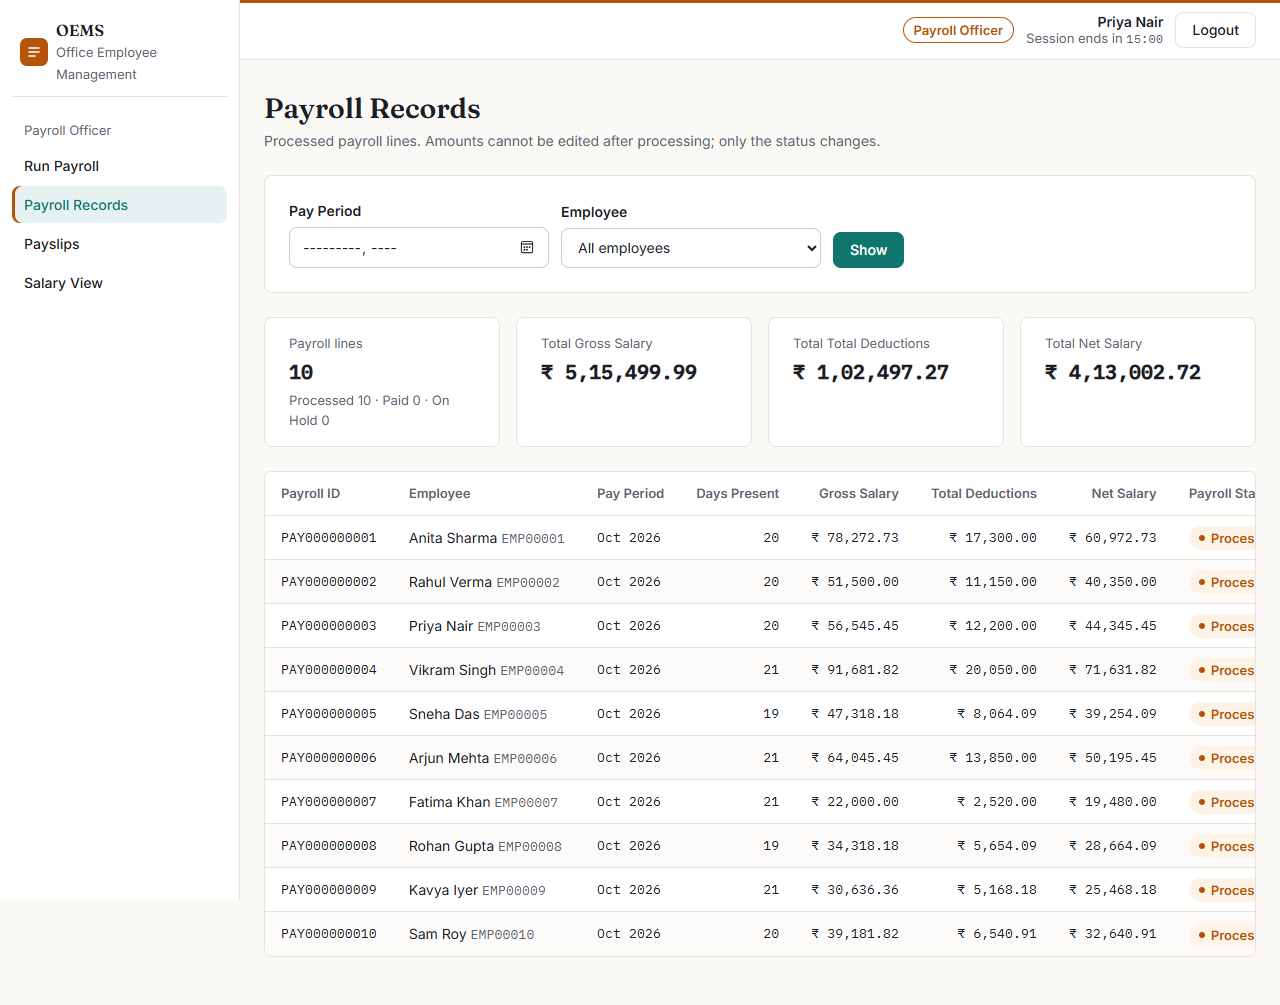 OEMS
Office Employee
Management
Payroll Officer
Run Payroll
Payroll Records
Payslips
Salary View
Payroll Officer
Priya Nair
Session ends in 15:00
Logout
Payroll Records
Processed payroll lines. Amounts cannot be edited after processing; only the status changes.
Pay Period
---------, ----
Employee
All employees
Show
Payroll lines
10
Processed 10 · Paid 0 · On
Hold 0
Total Gross Salary
₹ 5,15,499.99
Total Total Deductions
₹ 1,02,497.27
Total Net Salary
₹ 4,13,002.72
Payroll ID Employee Pay Period Days Present Gross Salary Total Deductions Net Salary Payroll Sta
PAY000000001 Anita Sharma EMP00001 Oct 2026 20 ₹ 78,272.73 ₹ 17,300.00 ₹ 60,972.73 Proces
PAY000000002 Rahul Verma EMP00002 Oct 2026 20 ₹ 51,500.00 ₹ 11,150.00 ₹ 40,350.00 Proces
PAY000000003 Priya Nair EMP00003 Oct 2026 20 ₹ 56,545.45 ₹ 12,200.00 ₹ 44,345.45 Proces
PAY000000004 Vikram Singh EMP00004 Oct 2026 21 ₹ 91,681.82 ₹ 20,050.00 ₹ 71,631.82 Proces
PAY000000005 Sneha Das EMP00005 Oct 2026 19 ₹ 47,318.18 ₹ 8,064.09 ₹ 39,254.09 Proces
PAY000000006 Arjun Mehta EMP00006 Oct 2026 21 ₹ 64,045.45 ₹ 13,850.00 ₹ 50,195.45 Proces
PAY000000007 Fatima Khan EMP00007 Oct 2026 21 ₹ 22,000.00 ₹ 2,520.00 ₹ 19,480.00 Proces
PAY000000008 Rohan Gupta EMP00008 Oct 2026 19 ₹ 34,318.18 ₹ 5,654.09 ₹ 28,664.09 Proces
PAY000000009 Kavya Iyer EMP00009 Oct 2026 21 ₹ 30,636.36 ₹ 5,168.18 ₹ 25,468.18 Proces
PAY000000010 Sam Roy EMP00010 Oct 2026 20 ₹ 39,181.82 ₹ 6,540.91 ₹ 32,640.91 Proces